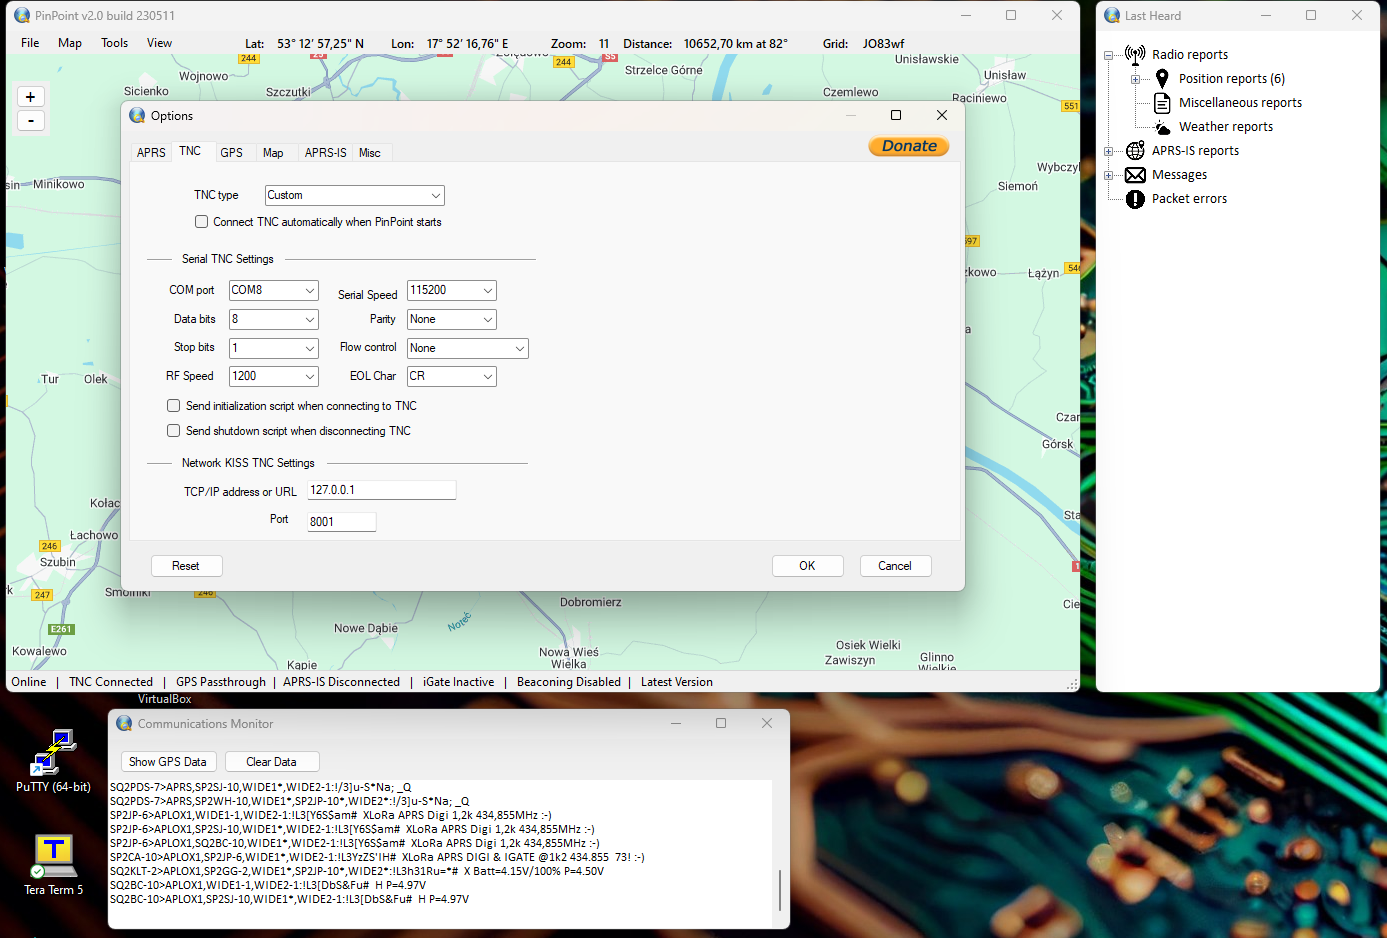 PinPoint v2.0 build 230511
File Map Tools View Lat: 53° 12' 57,25" N Lon: 17° 52' 16,76" E Zoom: 11 Distance: 10652,70 km at 82° Grid: JO83wf
+
-
244
244
S5
Wojnowo
Sicienko
Szczutki
Strzelce Górne
Unisławskie
Unisław
Czemlewo
Raciniewo
551
Minikowo
Wybczyk
Siemoń
Łążyn
Tur
Olek
Czar
Górsk
Kołac
Łachowo
246
Szubin
247
Smolniki
246
E261
Kowalewo
Nowe Dąbie
Kąpie
Noteć
Dobromierz
Nowa Wieś
Wielka
Osiek Wielki
Zawiszyn
Glinno
Wielkie
Cie
Options
Donate
APRS TNC GPS Map APRS-IS Misc
TNC type Custom
Connect TNC automatically when PinPoint starts
Serial TNC Settings
COM port COM8 Serial Speed 115200
Data bits 8 Parity None
Stop bits 1 Flow control None
RF Speed 1200 EOL Char CR
Send initialization script when connecting to TNC
Send shutdown script when disconnecting TNC
Network KISS TNC Settings
TCP/IP address or URL 127.0.0.1
Port 8001
Reset OK Cancel
Online | TNC Connected | GPS Passthrough | APRS-IS Disconnected | iGate Inactive | Beaconing Disabled | Latest Version
Last Heard
Radio reports
Position reports (6)
Miscellaneous reports
Weather reports
APRS-IS reports
Messages
Packet errors
VirtualBox
PuTTY (64-bit)
T
Tera Term 5
Communications Monitor
Show GPS Data Clear Data
SQ2PDS-7>APRS,SP2SJ-10,WIDE1*,WIDE2-1:!/3]u-S*Na; _Q
SQ2PDS-7>APRS,SP2WH-10,WIDE1*,SP2JP-10*,WIDE2*:!/3]u-S*Na; _Q
SP2JP-6>APLOX1,WIDE1-1,WIDE2-1:!L3[Y6S$am# XLoRa APRS Digi 1,2k 434,855MHz :-)
SP2JP-6>APLOX1,SP2SJ-10,WIDE1*,WIDE2-1:!L3[Y6S$am# XLoRa APRS Digi 1,2k 434,855MHz :-)
SP2JP-6>APLOX1,SQ2BC-10,WIDE1*,WIDE2-1:!L3[Y6S$am# XLoRa APRS Digi 1,2k 434,855MHz :-)
SP2CA-10>APLOX1,SP2JP-6,WIDE1*,WIDE2-1:!L3YzZS'IH# XLoRa APRS DIGI & IGATE @1k2 434.855 73! :-)
SQ2KLT-2>APLOX1,SP2GG-2,WIDE1*,SP2JP-10*,WIDE2*:!L3h31Ru=*# X Batt=4.15V/100% P=4.50V
SQ2BC-10>APLOX1,WIDE1-1,WIDE2-1:!L3[DbS&Fu# H P=4.97V
SQ2BC-10>APLOX1,SP2SJ-10,WIDE1*,WIDE2-1:!L3[DbS&Fu# H P=4.97V